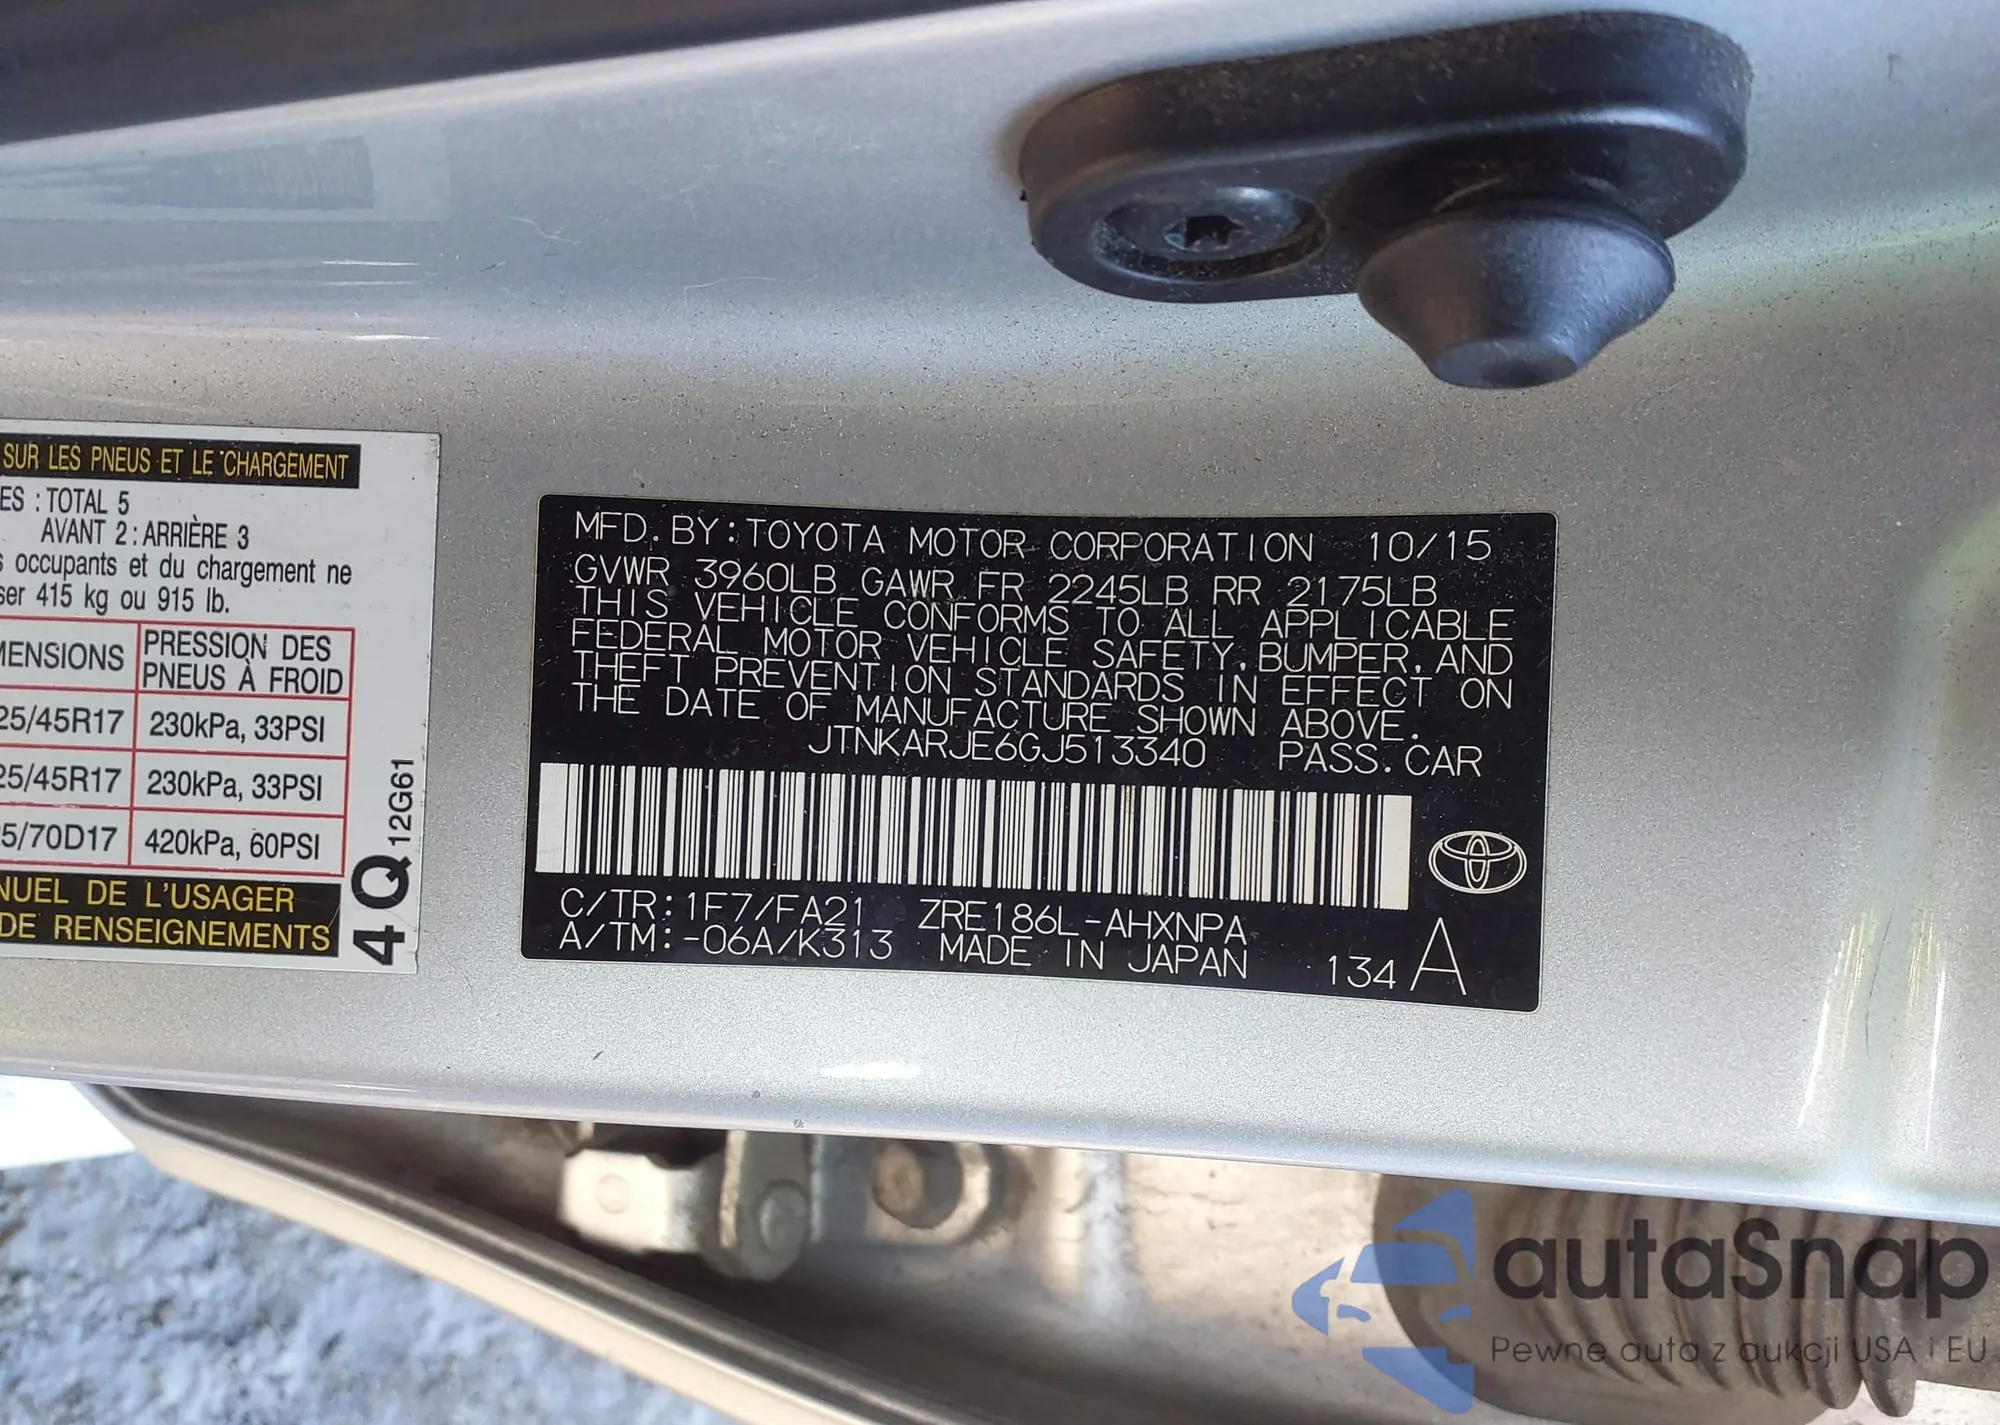 SUR LES PNEUS ET LE CHARGEMENT
ES : TOTAL 5
AVANT 2 : ARRIÈRE 3
s occupants et du chargement ne
ser 415 kg ou 915 lb.
MENSIONS PRESSION DES PNEUS À FROID
25/45R17 230kPa, 33PSI
25/45R17 230kPa, 33PSI
5/70D17 420kPa, 60PSI
NUEL DE L'USAGER
DE RENSEIGNEMENTS
4Q 12G61
MFD. BY: TOYOTA MOTOR CORPORATION 10/15
GVWR 3960LB GAWR FR 2245LB RR 2175LB
THIS VEHICLE CONFORMS TO ALL APPLICABLE
FEDERAL MOTOR VEHICLE SAFETY, BUMPER, AND
THEFT PREVENTION STANDARDS IN EFFECT ON
THE DATE OF MANUFACTURE SHOWN ABOVE.
JTNKARJE6GJ513340 PASS. CAR
C/TR: 1F7/FA21 ZRE186L-AHXNPA
A/TM: -06A/K313 MADE IN JAPAN 134 A
autaSnap
Pewne auta z aukcji USA i EU